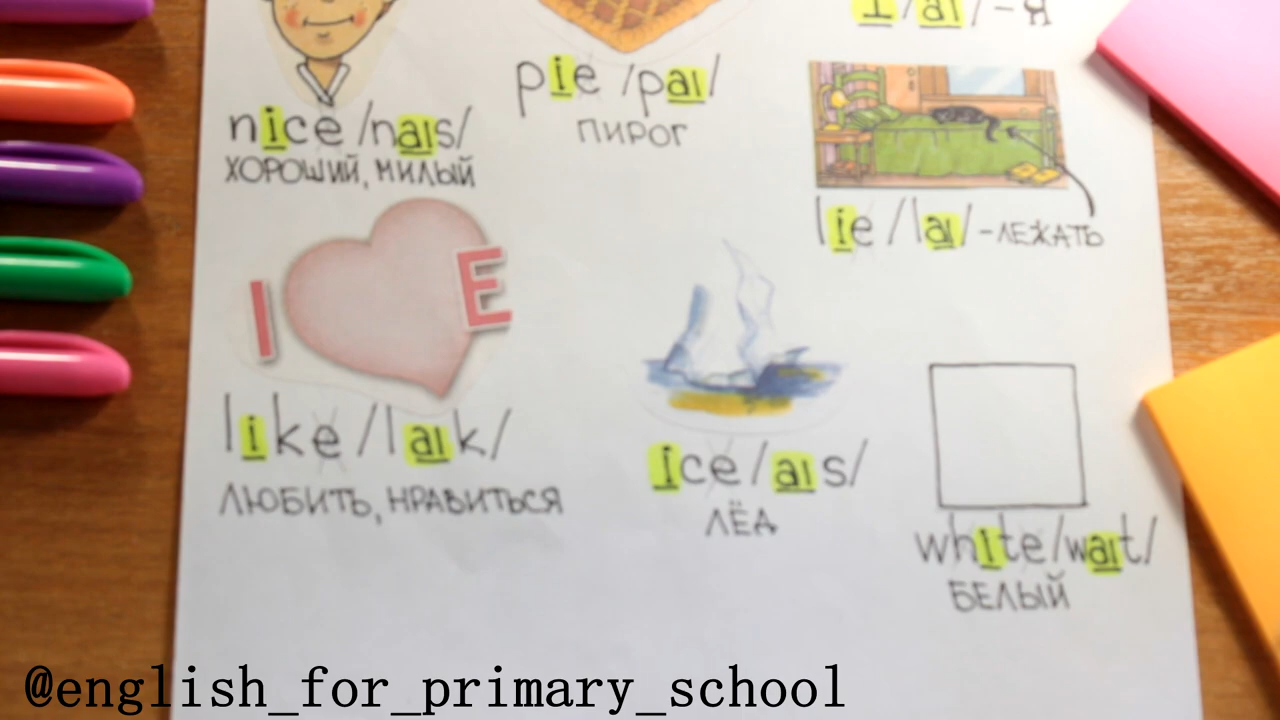 I /aI/ - я
nice /naIs/
ХОРОШИЙ, МИЛЫЙ
pie /paI/
ПИРОГ
lie /laI/ - ЛЕЖАТЬ
I E
like /laIk/
ЛЮБИТЬ, НРАВИТЬСЯ
ice /aIs/
ЛЁД
white /waIt/
БЕЛЫЙ
@english_for_primary_school